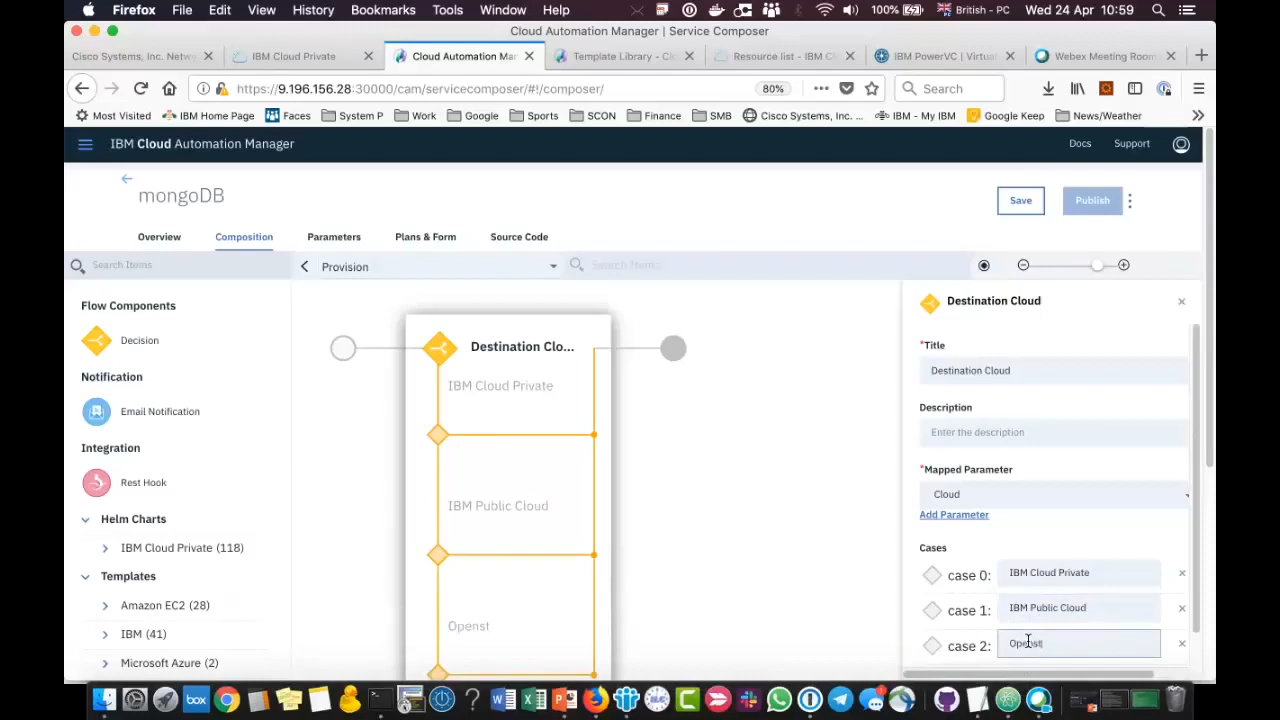 Firefox File Edit View History Bookmarks Tools Window Help 100% British - PC Wed 24 Apr 10:59
Cloud Automation Manager | Service Composer
Cisco Systems, Inc. Netw IBM Cloud Private Cloud Automation Man Template Library - Clo Resource list - IBM Cl IBM PowerVC | Virtual Webex Meeting Room
https://9.196.156.28:30000/cam/servicecomposer/#!/composer/ 80% Search
Most Visited IBM Home Page Faces System P Work Google Sports SCON Finance SMB Cisco Systems, Inc. ... IBM - My IBM Google Keep News/Weather
IBM Cloud Automation Manager Docs Support
mongoDB
Save Publish
Overview Composition Parameters Plans & Form Source Code
Search Items Provision Search Items
Flow Components
Decision
Notification
Email Notification
Integration
Rest Hook
Helm Charts
IBM Cloud Private (118)
Templates
Amazon EC2 (28)
IBM (41)
Microsoft Azure (2)
Destination Clo...
IBM Cloud Private
IBM Public Cloud
Openst
Destination Cloud
*Title
Destination Cloud
Description
Enter the description
*Mapped Parameter
Cloud
Add Parameter
Cases
case 0: IBM Cloud Private
case 1: IBM Public Cloud
case 2: Openst
box